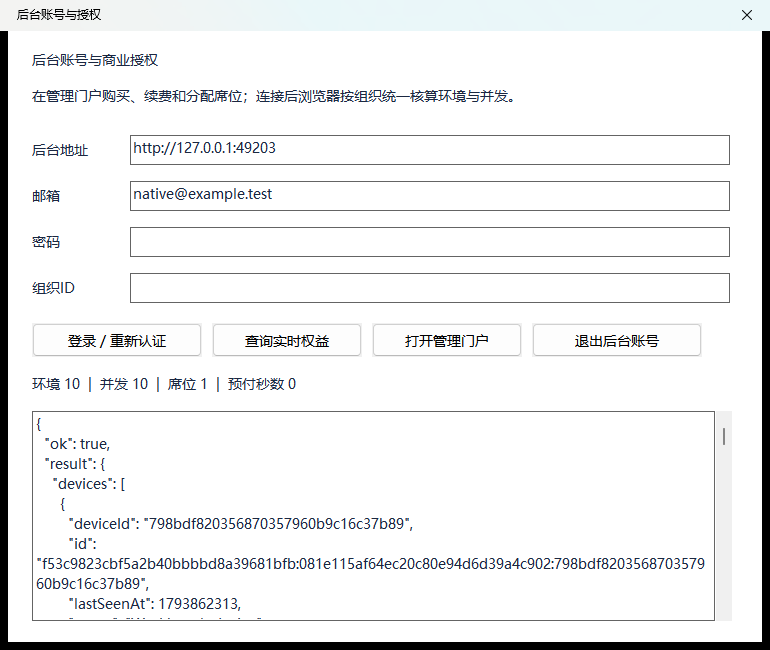 后台账号与授权
后台账号与商业授权
在管理门户购买、续费和分配席位；连接后浏览器按组织统一核算环境与并发。
后台地址 http://127.0.0.1:49203
邮箱 native@example.test
密码
组织ID
登录 / 重新认证 查询实时权益 打开管理门户 退出后台账号
环境 10 | 并发 10 | 席位 1 | 预付秒数 0
{
"ok": true,
"result": {
"devices": [
{
"deviceId": "798bdf820356870357960b9c16c37b89",
"id":
"f53c9823cbf5a2b40bbbbd8a39681bfb:081e115af64ec20c80e94d6d39a4c902:798bdf8203568703579
60b9c16c37b89",
"lastSeenAt": 1793862313,